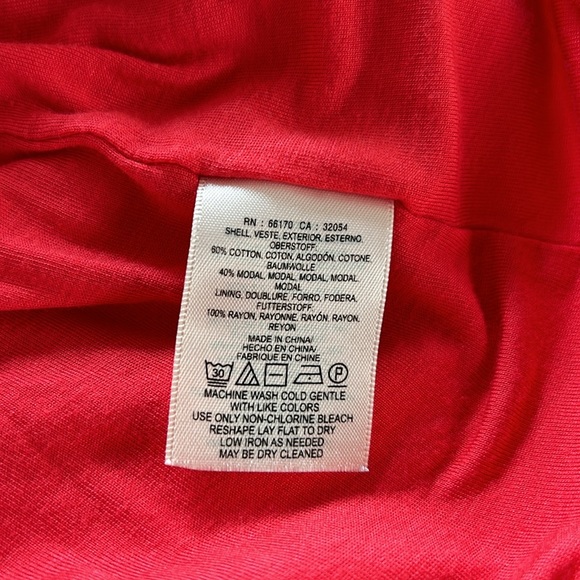 RN : 66170 CA : 32054
SHELL, VESTE, EXTERIOR, ESTERNO,
OBERSTOFF:
60% COTTON, COTON, ALGODÓN, COTONE,
BAUMWOLLE
40% MODAL, MODAL, MODAL, MODAL,
MODAL
LINING, DOUBLURE, FORRO, FODERA,
FUTTERSTOFF:
100% RAYON, RAYONNE, RAYÓN, RAYON,
REYON
MADE IN CHINA/
HECHO EN CHINA/
FABRIQUE EN CHINE
30 P
MACHINE WASH COLD GENTLE
WITH LIKE COLORS
USE ONLY NON-CHLORINE BLEACH
RESHAPE LAY FLAT TO DRY
LOW IRON AS NEEDED
MAY BE DRY CLEANED